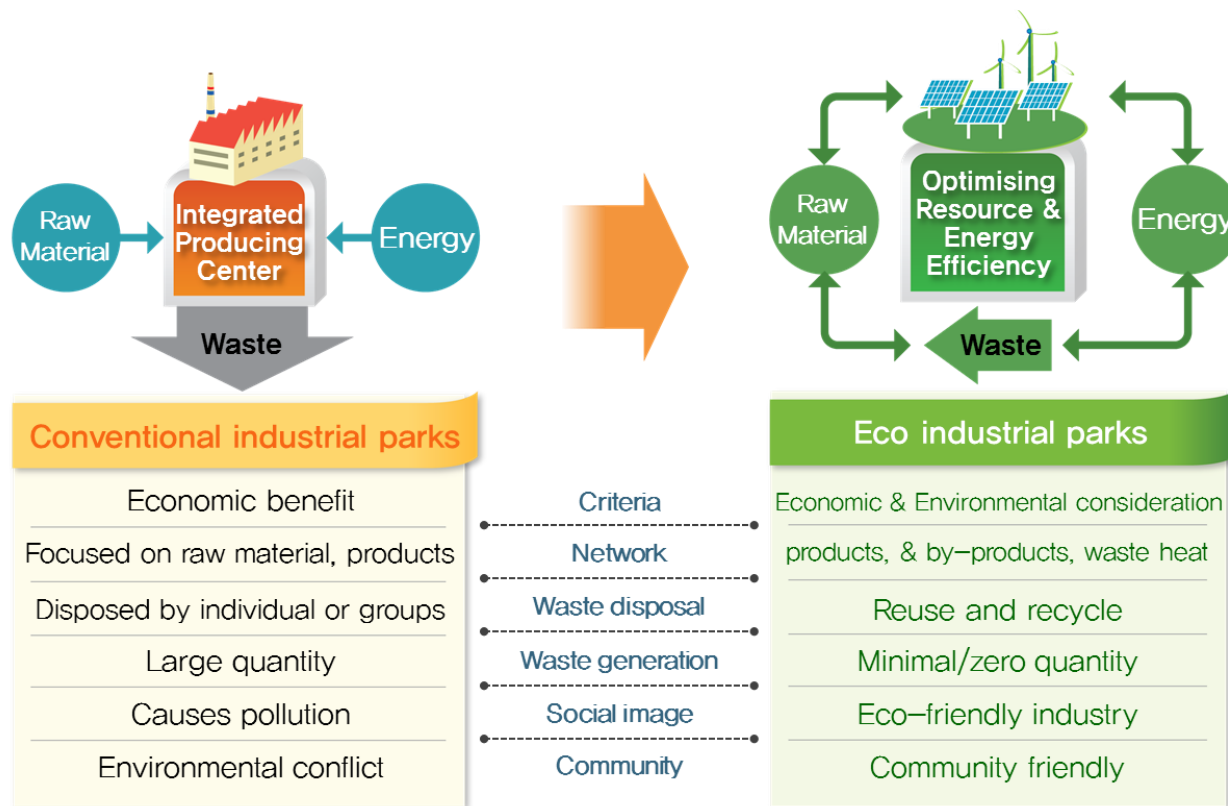 Raw
Material
Integrated
Producing
Center
Energy
Waste
Raw
Material
Optimising
Resource &
Energy
Efficiency
Energy
Waste
Conventional industrial parks
Eco industrial parks
Economic benefit
Criteria
Economic & Environmental consideration
Focused on raw material, products
Network
products, & by-products, waste heat
Disposed by individual or groups
Waste disposal
Reuse and recycle
Large quantity
Waste generation
Minimal/zero quantity
Causes pollution
Social image
Eco-friendly industry
Environmental conflict
Community
Community friendly